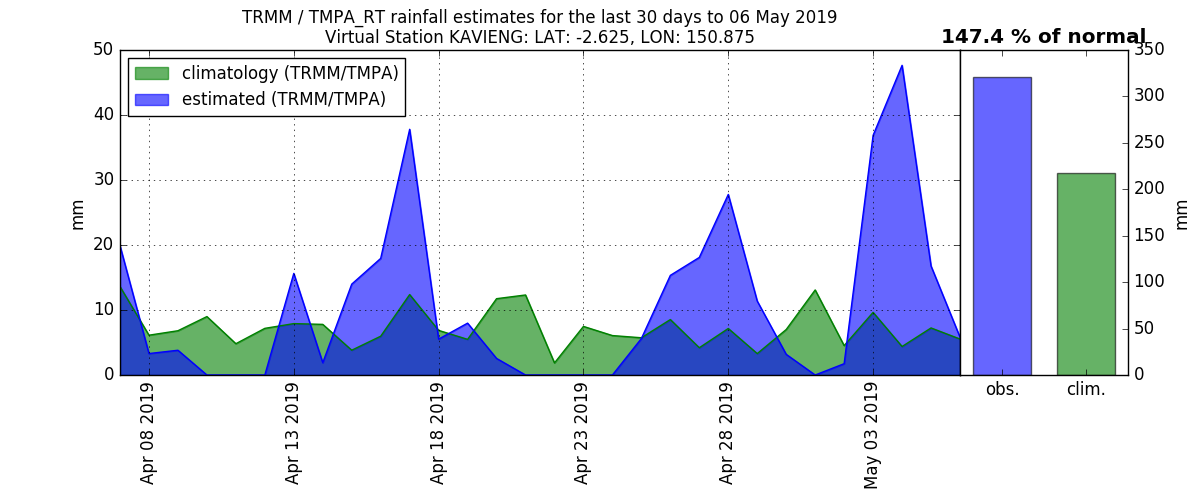 TRMM / TMPA_RT rainfall estimates for the last 30 days to 06 May 2019
Virtual Station KAVIENG: LAT: -2.625, LON: 150.875
147.4 % of normal
climatology (TRMM/TMPA)
estimated (TRMM/TMPA)
50
40
30
20
10
0
mm
350
300
250
200
150
100
50
0
mm
Apr 08 2019
Apr 13 2019
Apr 18 2019
Apr 23 2019
Apr 28 2019
May 03 2019
obs.
clim.